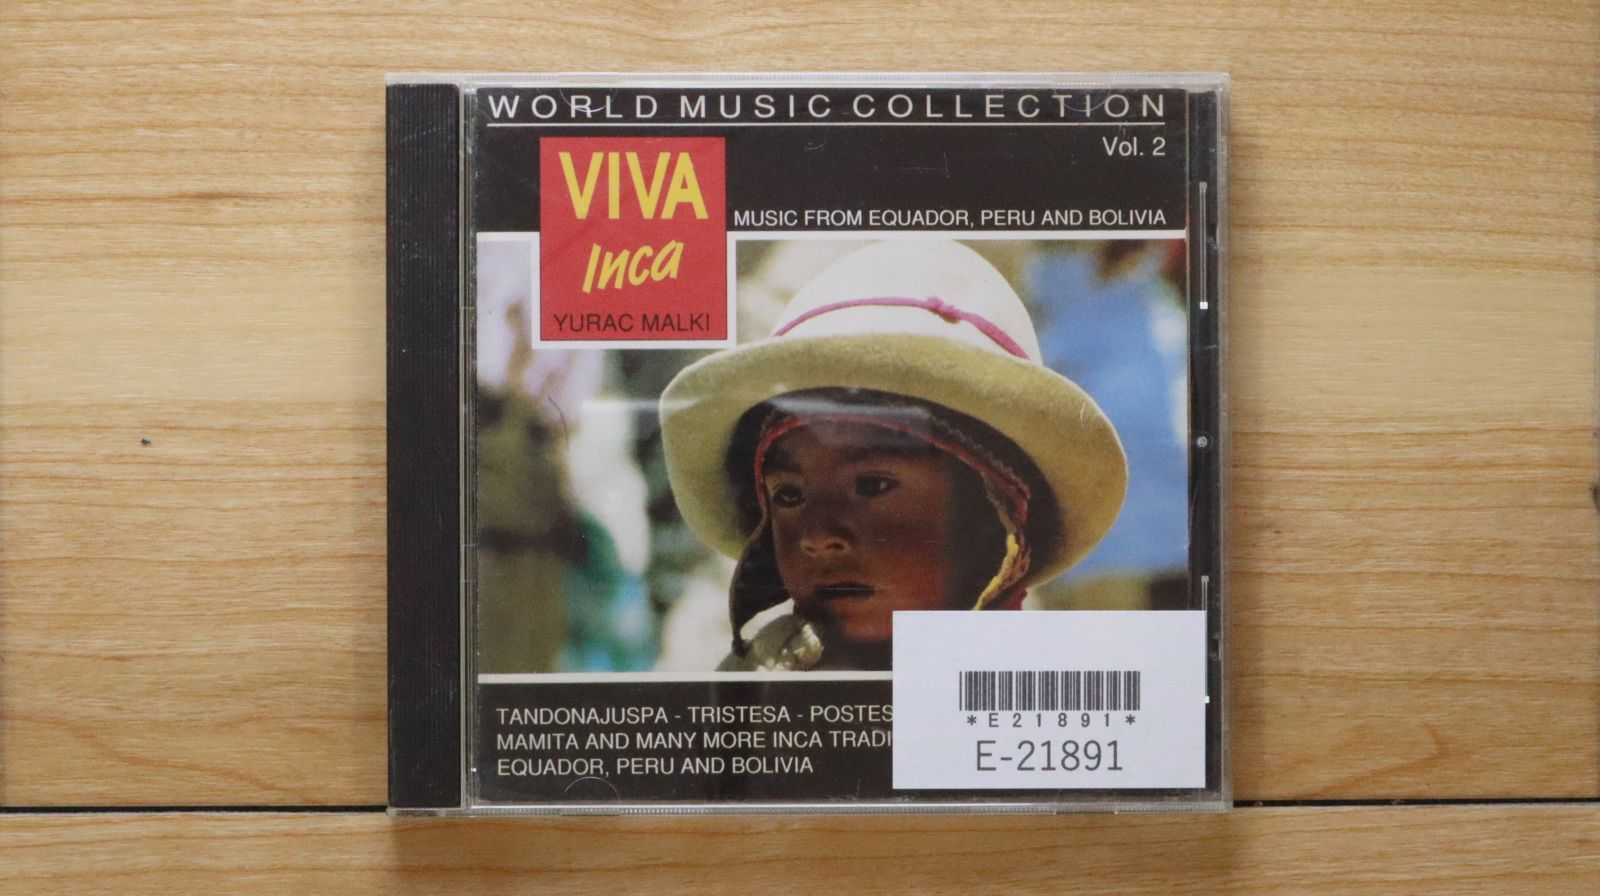 WORLD MUSIC COLLECTION
Vol. 2
VIVA
Inca
YURAC MALKI
MUSIC FROM EQUADOR, PERU AND BOLIVIA
TANDONAJUSPA - TRISTESA - POSTES
MAMITA AND MANY MORE INCA TRADI
EQUADOR, PERU AND BOLIVIA
*E21891*
E-21891